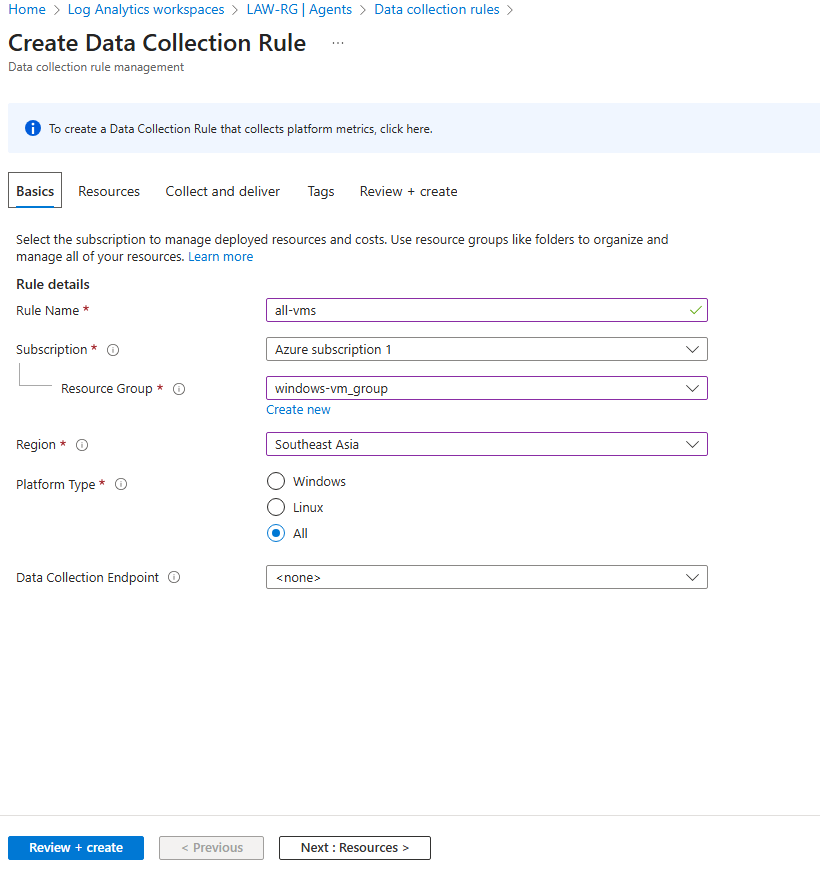 Home > Log Analytics workspaces > LAW-RG | Agents > Data collection rules >
Create Data Collection Rule ...
Data collection rule management
To create a Data Collection Rule that collects platform metrics, click here.
Basics Resources Collect and deliver Tags Review + create
Select the subscription to manage deployed resources and costs. Use resource groups like folders to organize and
manage all of your resources. Learn more
Rule details
Rule Name * all-vms
Subscription * Azure subscription 1
Resource Group * windows-vm_group
Create new
Region * Southeast Asia
Platform Type * Windows
Linux
All
Data Collection Endpoint <none>
Review + create < Previous Next : Resources >